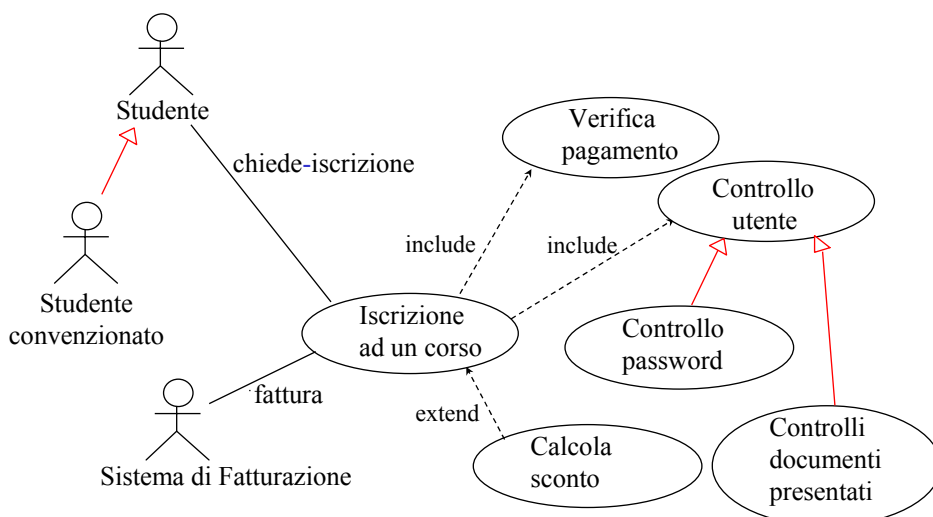 Studente
chiede-iscrizione
Verifica
pagamento
Controllo
utente
include
include
Studente
convenzionato
Iscrizione
ad un corso
Controllo
password
fattura
extend
Sistema di Fatturazione
Calcola
sconto
Controlli
documenti
presentati